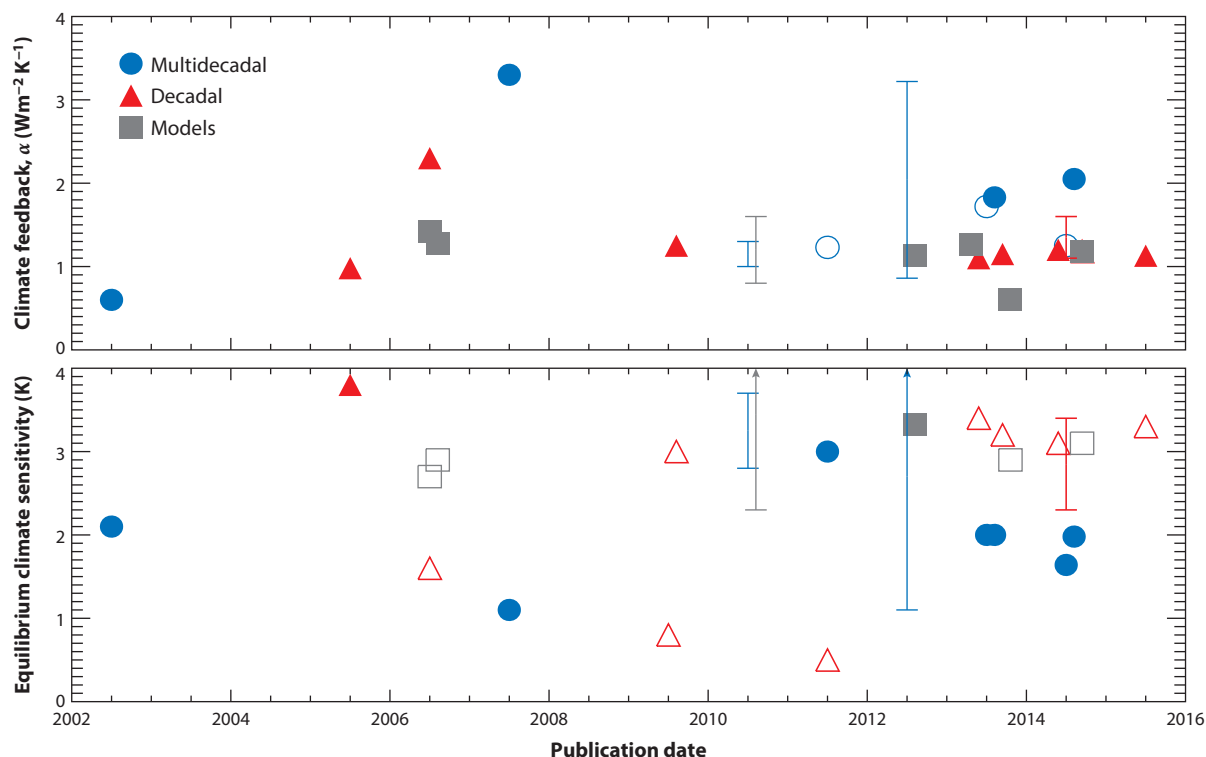 4
3
2
1
0
Climate feedback, α (Wm⁻² K⁻¹)
Multidecadal
Decadal
Models
4
3
2
1
0
Equilibrium climate sensitivity (K)
2002 2004 2006 2008 2010 2012 2014 2016
Publication date